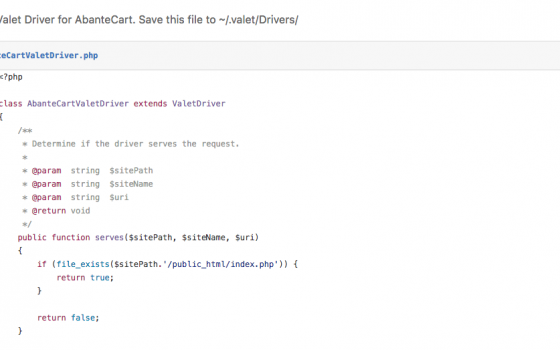 Valet Driver for AbanteCart. Save this file to ~/.valet/Drivers/
teCartValetDriver.php
<?php
class AbanteCartValetDriver extends ValetDriver
{
/**
* Determine if the driver serves the request.
*
* @param string $sitePath
* @param string $siteName
* @param string $uri
* @return void
*/
public function serves($sitePath, $siteName, $uri)
{
if (file_exists($sitePath.'/public_html/index.php')) {
return true;
}
return false;
}